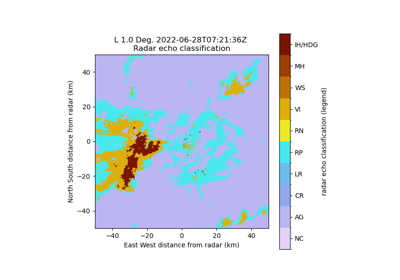 L 1.0 Deg. 2022-06-28T07:21:36Z
Radar echo classification
40
20
0
−20
−40
−40
−20
0
20
40
North South distance from radar (km)
East West distance from radar (km)
IH/HDG
MH
WS
VI
RN
RP
LR
CR
AG
NC
radar echo classification (legend)